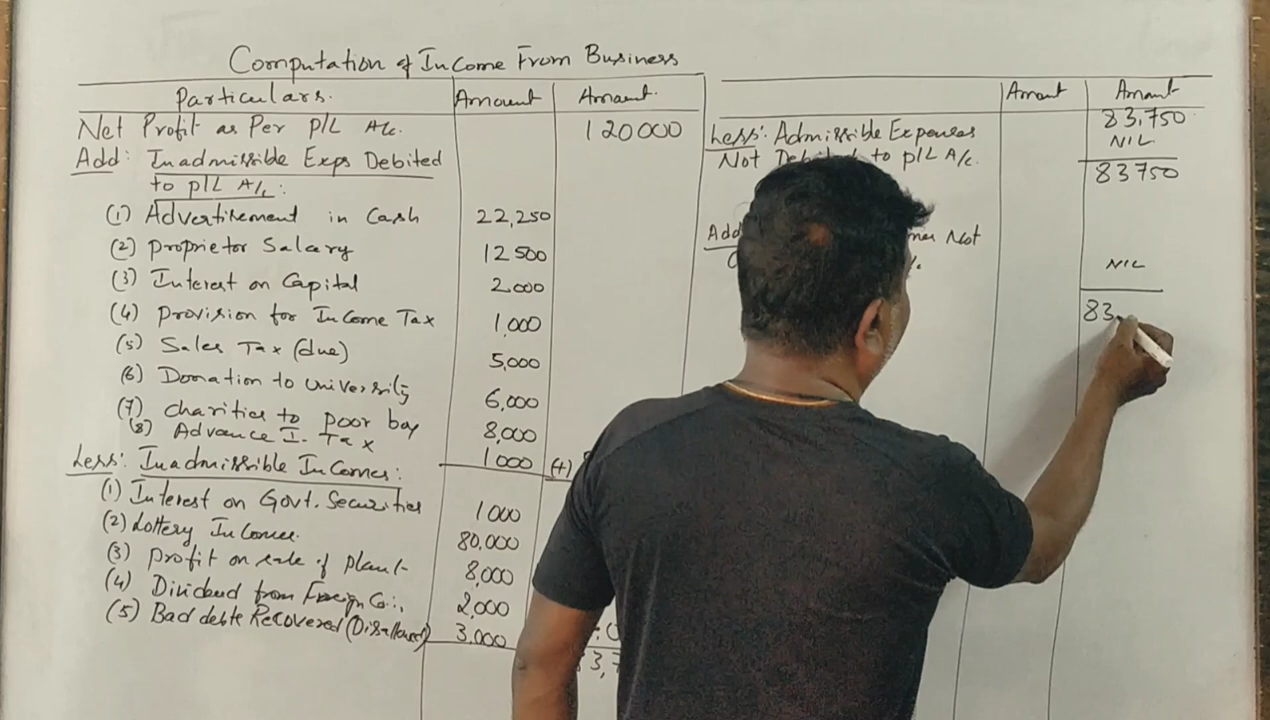 Computation of Income From Business
Particulars. Amount Amount.
Net Profit as Per P/L A/c. 120000
Add: Inadmissible Exps Debited
to P/L A/c:
(1) Advertisement in Cash 22,250
(2) Proprietor Salary 12500
(3) Interest on Capital 2000
(4) Provision for Income Tax 1,000
(5) Sales Tax (due) 5,000
(6) Donation to University 6,000
(7) Charities to poor boy 8,000
(8) Advance I. Tax 1000 (+)
Less: Inadmissible Incomes:
(1) Interest on Govt. Securities 1000
(2) Lottery Incomes. 80,000
(3) Profit on sale of Plant 8,000
(4) Dividend from Foreign Co:, 2,000
(5) Bad debts Recovered (Disallowed) 3,000
Amount Amount
83,750
Less: Admissible Expenses NIL
Not to P/L A/c. 83750
Add Not
NIL
83